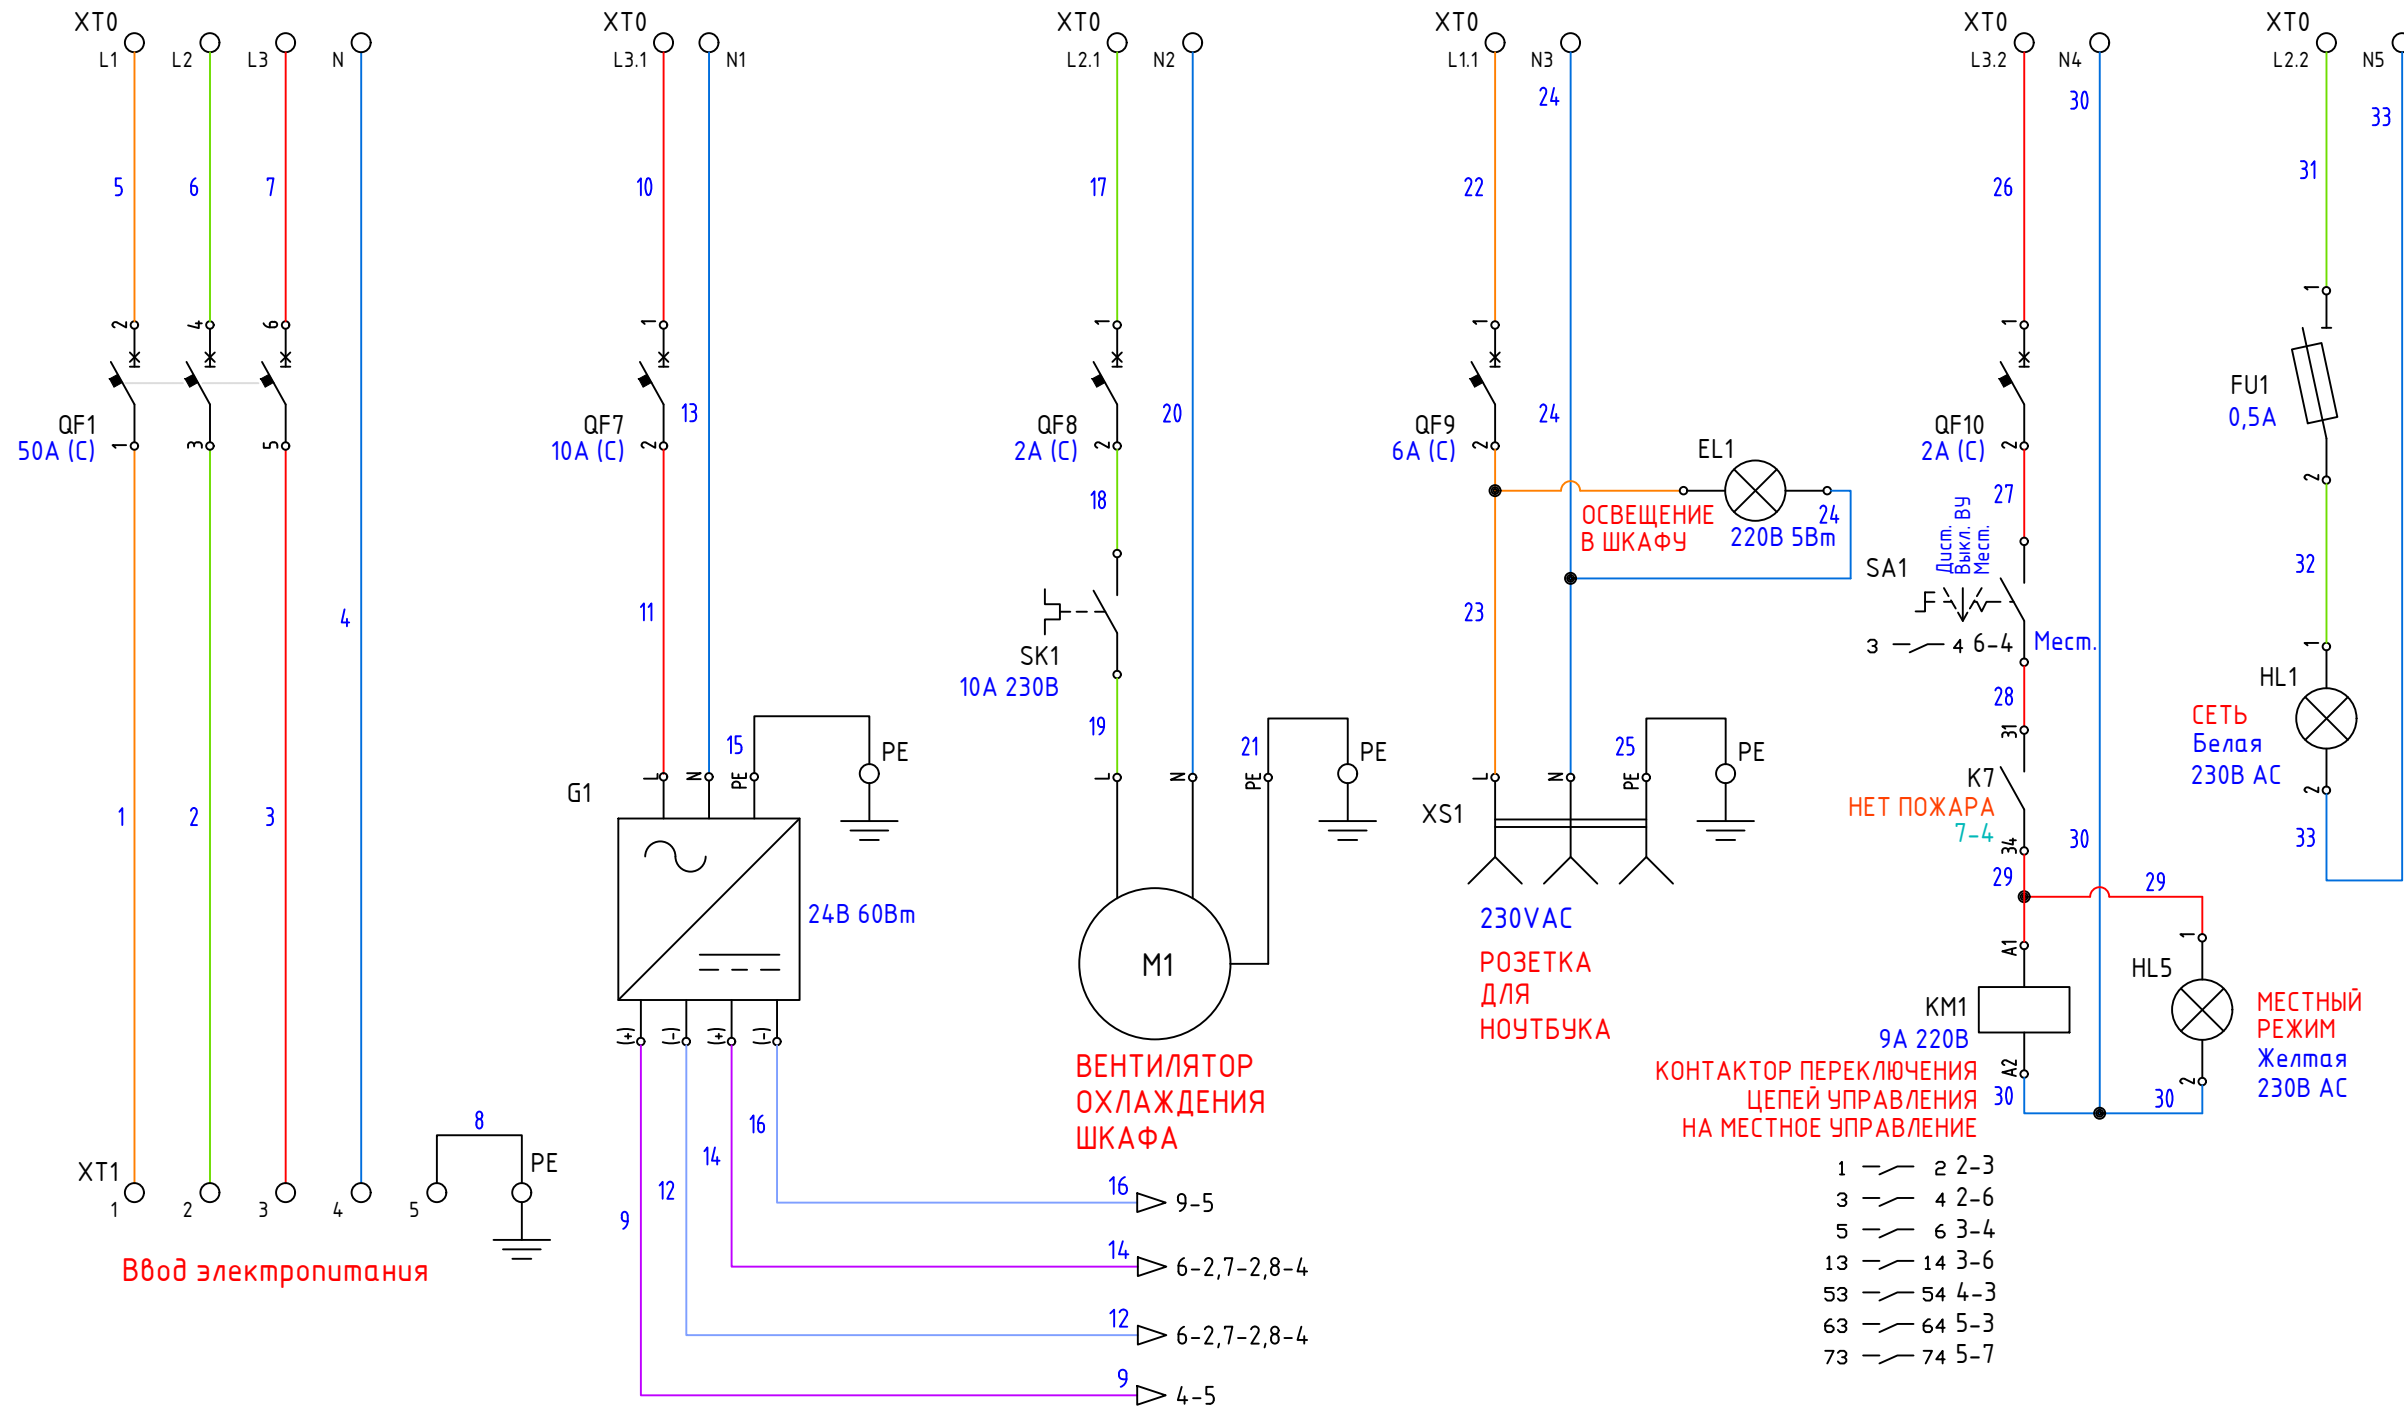 XT0 XT0 XT0 XT0 XT0 XT0
L1 L2 L3 N L3.1 N1 L2.1 N2 L1.1 N3 L3.2 N4 L2.2 N5
24 30 33
31
5 6 7 10 17 22 26
1
2 4 6 1 1 1 1
FU1
0,5А
QF1 QF7 13 QF8 20 QF9 24 QF10
50А (С) 10А (С) 2А (С) 6А (С) 2А (С)
1 3 5 2 2 2 2
EL1
2
18 27
ОСВЕЩЕНИЕ
В ШКАФУ
24
220В 5Вт
Дист.
Выкл. ВУ
Мест.
SA1
32
11 23
4
3 4 6-4 Мест.
SK1
10А 230В
1
HL1
28
19
СЕТЬ
Белая
230В АС
2
15 PE 21 PE 25 PE
31
K7
НЕТ ПОЖАРА
7-4
34
L N PE L N PE L N PE
G1
XS1
1 2 3
30
33
29 29
24В 60Вт
230VAC
M1
РОЗЕТКА
ДЛЯ
НОУТБУКА
A1
1
HL5
KM1
9А 220В
A2
2
МЕСТНЫЙ
РЕЖИМ
Желтая
230В АС
(+) (-) (+) (-)
ВЕНТИЛЯТОР
ОХЛАЖДЕНИЯ
ШКАФА
КОНТАКТОР ПЕРЕКЛЮЧЕНИЯ
ЦЕПЕЙ УПРАВЛЕНИЯ
НА МЕСТНОЕ УПРАВЛЕНИЕ
30 30
8
16
14
12
9
XT1 PE
1 2 3 4 5
Ввод электропитания
16 9-5
14 6-2,7-2,8-4
12 6-2,7-2,8-4
9 4-5
1 2 2-3
3 4 2-6
5 6 3-4
13 14 3-6
53 54 4-3
63 64 5-3
73 74 5-7